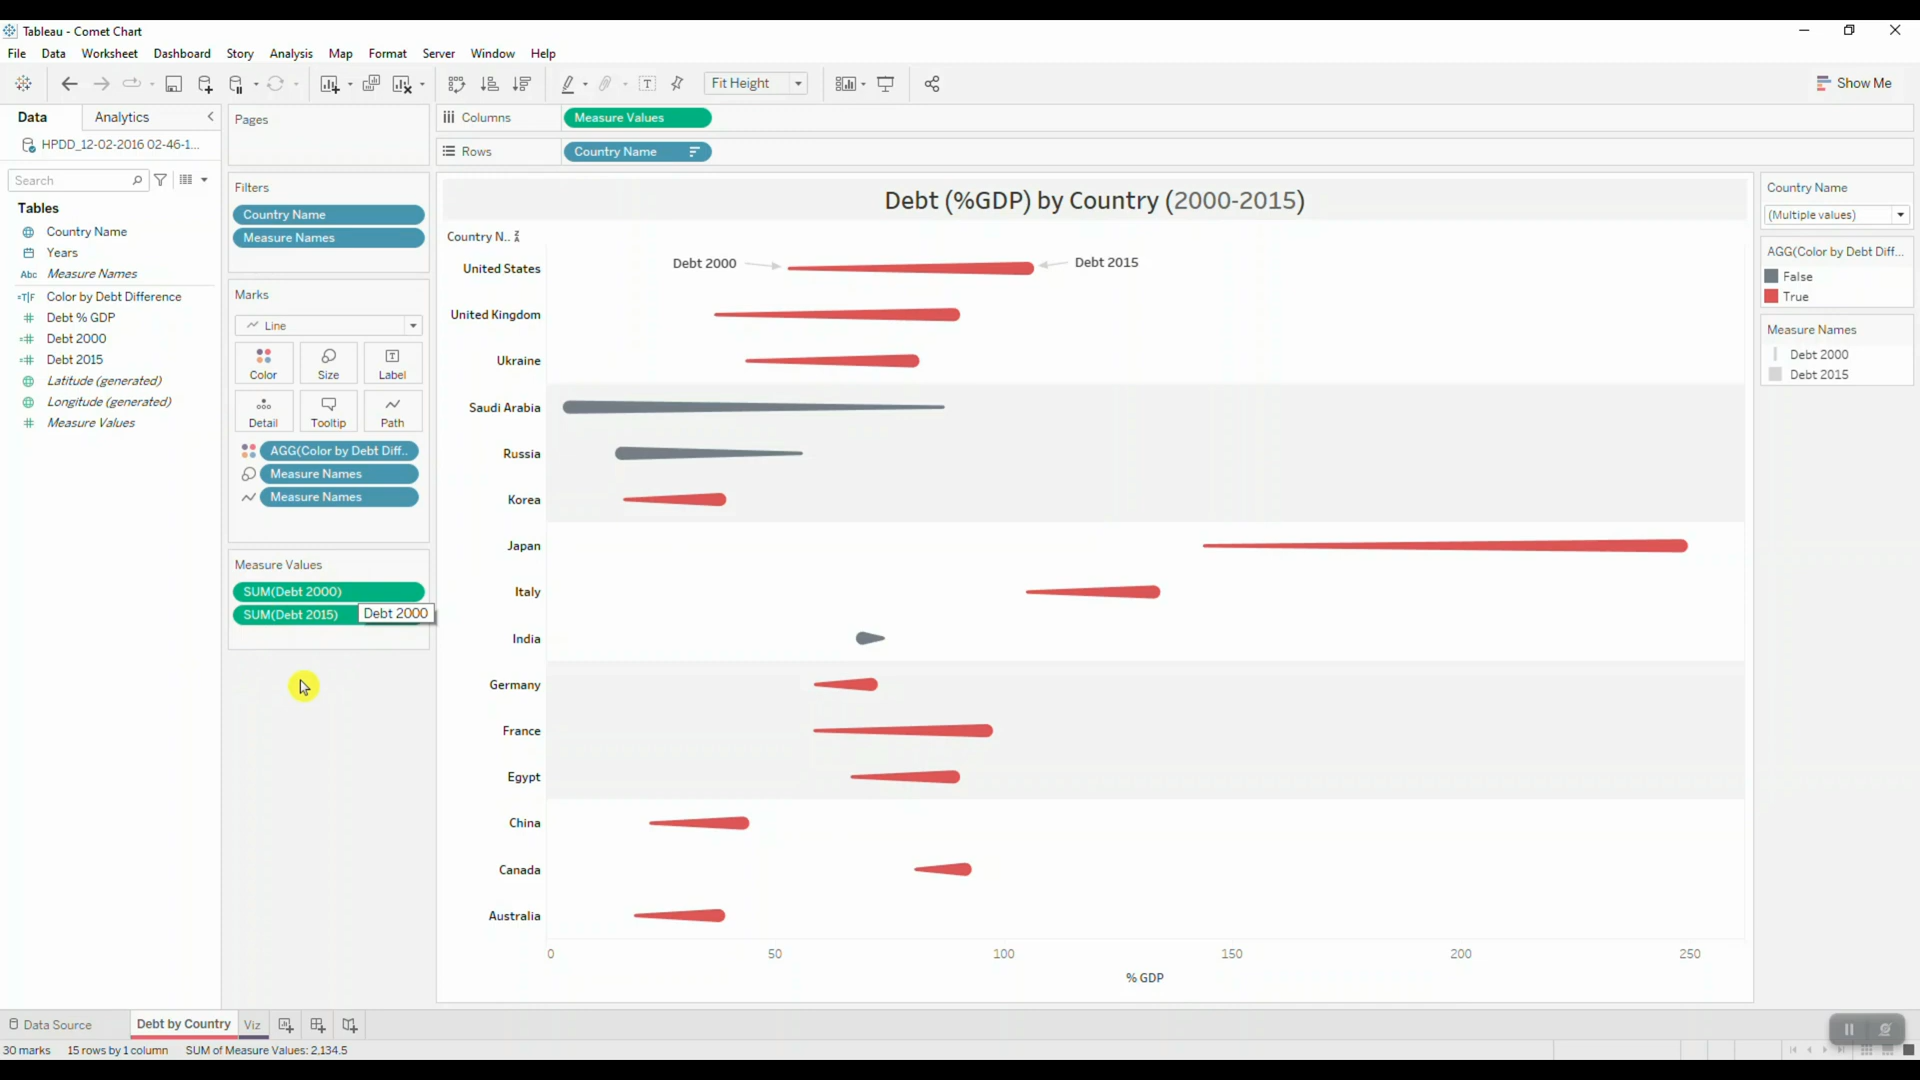 Tableau - Comet Chart
File Data Worksheet Dashboard Story Analysis Map Format Server Window Help
Fit Height
Show Me
Data Analytics
HPDD_12-02-2016 02-46-1...
Search
Tables
Country Name
Years
Abc Measure Names
=T|F Color by Debt Difference
# Debt % GDP
=# Debt 2000
=# Debt 2015
Latitude (generated)
Longitude (generated)
# Measure Values
Pages
Filters
Country Name
Measure Names
Marks
Line
Color Size Label
Detail Tooltip Path
AGG(Color by Debt Diff..
Measure Names
Measure Names
Measure Values
SUM(Debt 2000)
SUM(Debt 2015)
Debt 2000
Columns Measure Values
Rows Country Name
Debt (%GDP) by Country (2000-2015)
Country N..
United States
Debt 2000
Debt 2015
United Kingdom
Ukraine
Saudi Arabia
Russia
Korea
Japan
Italy
India
Germany
France
Egypt
China
Canada
Australia
0 50 100 150 200 250
% GDP
Country Name
(Multiple values)
AGG(Color by Debt Diff...
False
True
Measure Names
Debt 2000
Debt 2015
Data Source Debt by Country Viz
30 marks 15 rows by 1 column SUM of Measure Values: 2,134.5